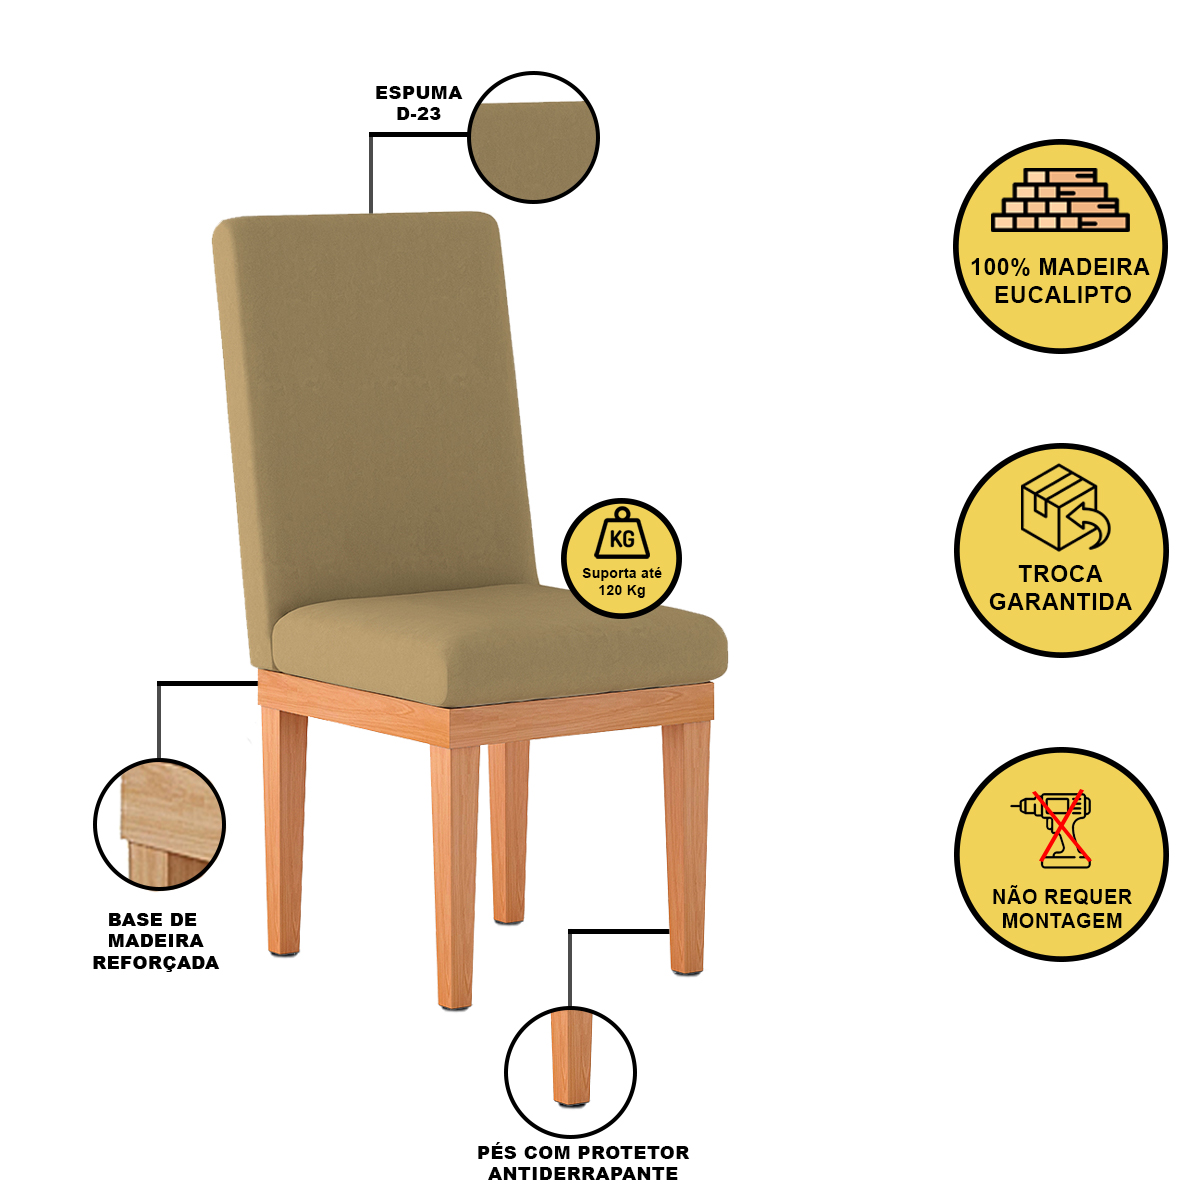 ESPUMA
D-23
100% MADEIRA
EUCALIPTO
KG
Suporta até
120 Kg
TROCA
GARANTIDA
BASE DE
MADEIRA
REFORÇADA
NÃO REQUER
MONTAGEM
PÉS COM PROTETOR
ANTIDERRAPANTE